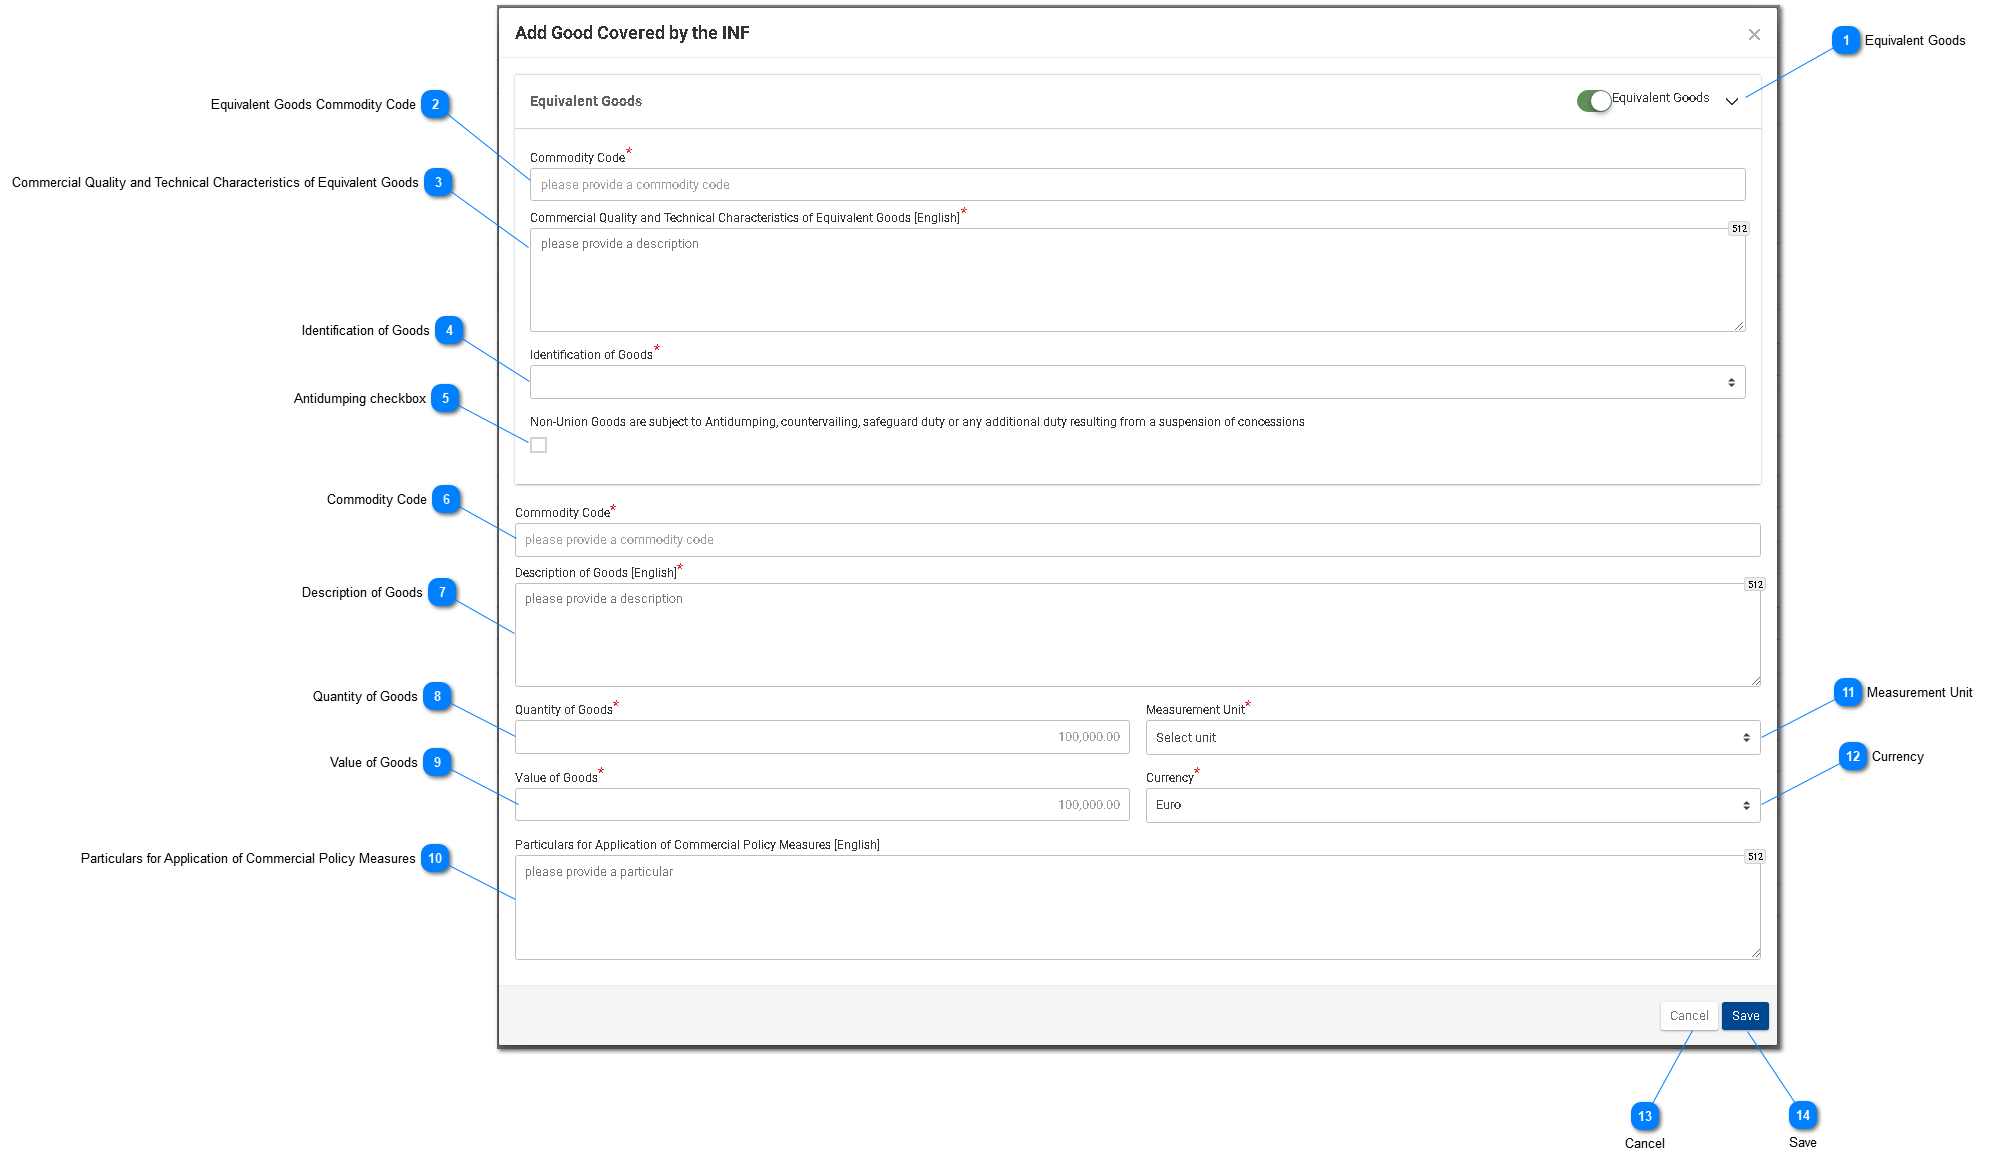 Add Good Covered by the INF
1 Equivalent Goods
Equivalent Goods
Equivalent Goods
Equivalent Goods Commodity Code 2
Commodity Code*
please provide a commodity code
Commercial Quality and Technical Characteristics of Equivalent Goods 3
Commercial Quality and Technical Characteristics of Equivalent Goods [English]*
512
please provide a description
Identification of Goods 4
Identification of Goods*
Antidumping checkbox 5
Non-Union Goods are subject to Antidumping, countervailing, safeguard duty or any additional duty resulting from a suspension of concessions
Commodity Code 6
Commodity Code*
please provide a commodity code
Description of Goods [English]*
512
Description of Goods 7
please provide a description
Quantity of Goods 8
Quantity of Goods*
100,000.00
Measurement Unit*
Select unit
11 Measurement Unit
Value of Goods 9
Value of Goods*
100,000.00
Currency*
Euro
12 Currency
Particulars for Application of Commercial Policy Measures 10
Particulars for Application of Commercial Policy Measures [English]
512
please provide a particular
Cancel
Save
13
Cancel
14
Save